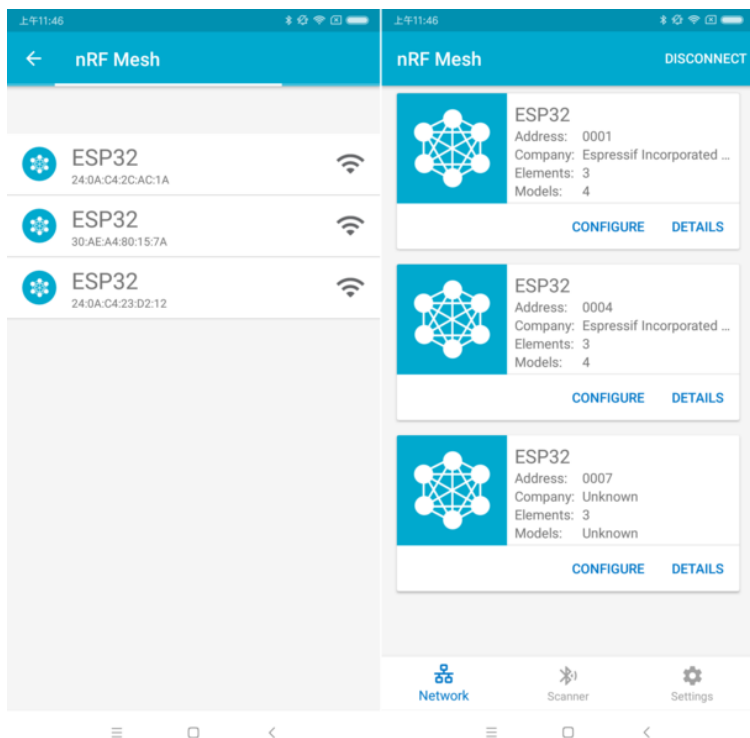 上午11:46
nRF Mesh
ESP32
24:0A:C4:2C:AC:1A
ESP32
30:AE:A4:80:15:7A
ESP32
24:0A:C4:23:D2:12
上午11:46
nRF Mesh DISCONNECT
ESP32
Address: 0001
Company: Espressif Incorporated ...
Elements: 3
Models: 4
CONFIGURE DETAILS
ESP32
Address: 0004
Company: Espressif Incorporated ...
Elements: 3
Models: 4
CONFIGURE DETAILS
ESP32
Address: 0007
Company: Unknown
Elements: 3
Models: Unknown
CONFIGURE DETAILS
Network Scanner Settings